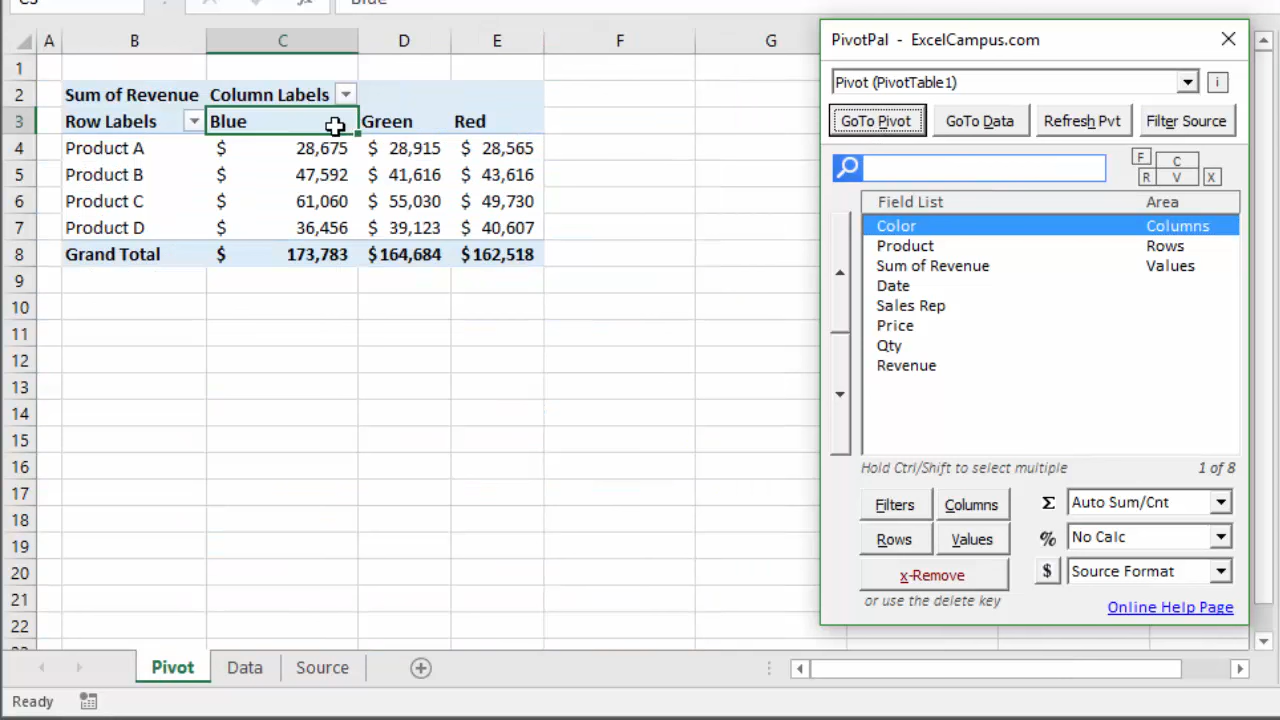 C3 Blue
A B C D E F G
1
2 Sum of Revenue Column Labels
3 Row Labels Blue Green Red
4 Product A $ 28,675 $ 28,915 $ 28,565
5 Product B $ 47,592 $ 41,616 $ 43,616
6 Product C $ 61,060 $ 55,030 $ 49,730
7 Product D $ 36,456 $ 39,123 $ 40,607
8 Grand Total $ 173,783 $164,684 $162,518
9
10
11
12
13
14
15
16
17
18
19
20
21
22
Pivot Data Source
Ready
PivotPal - ExcelCampus.com
Pivot (PivotTable1) i
GoTo Pivot GoTo Data Refresh Pvt Filter Source
F C
R V X
Field List Area
Color Columns
Product Rows
Sum of Revenue Values
Date
Sales Rep
Price
Qty
Revenue
Hold Ctrl/Shift to select multiple 1 of 8
Filters Columns Σ Auto Sum/Cnt
Rows Values % No Calc
x-Remove $ Source Format
or use the delete key
Online Help Page